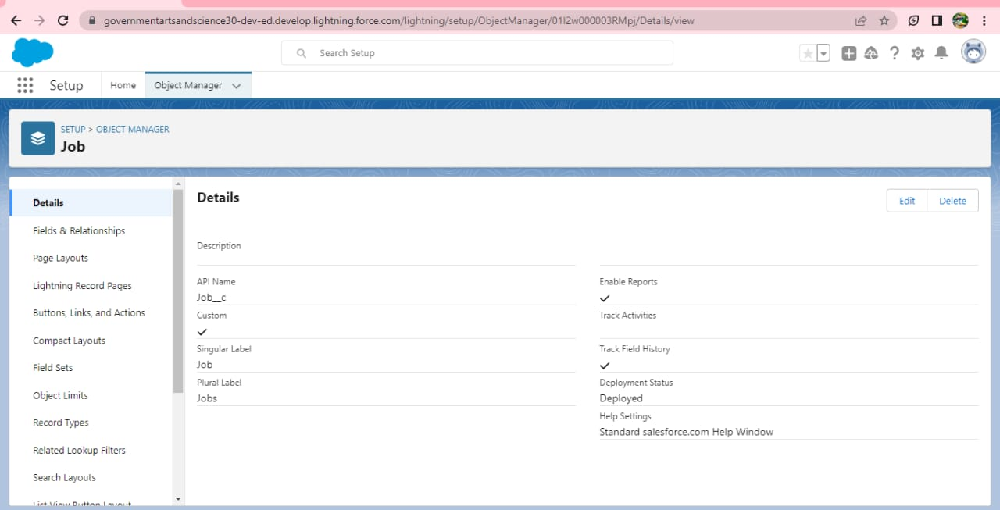 governmentartsandscience30-dev-ed.develop.lightning.force.com/lightning/setup/ObjectManager/01I2w000003RMpj/Details/view
Search Setup
Setup
Home
Object Manager
SETUP > OBJECT MANAGER
Job
Details
Fields & Relationships
Page Layouts
Lightning Record Pages
Buttons, Links, and Actions
Compact Layouts
Field Sets
Object Limits
Record Types
Related Lookup Filters
Search Layouts
List View Button Layout
Details
Edit
Delete
Description
API Name
Job__c
Custom
Singular Label
Job
Plural Label
Jobs
Enable Reports
Track Activities
Track Field History
Deployment Status
Deployed
Help Settings
Standard salesforce.com Help Window